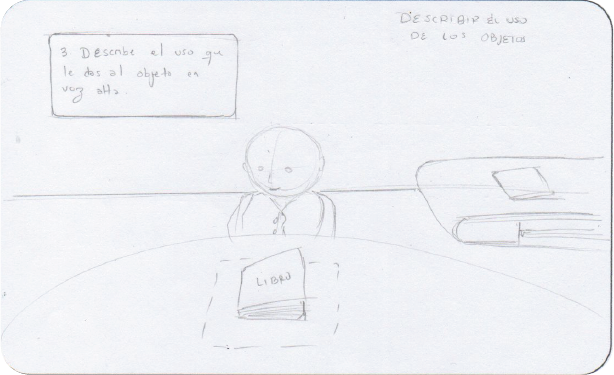 DESCRIBIR EL USO
DE LOS OBJETOS
3 Describe el uso que
le das al objeto en
voz alta.
LIBRO